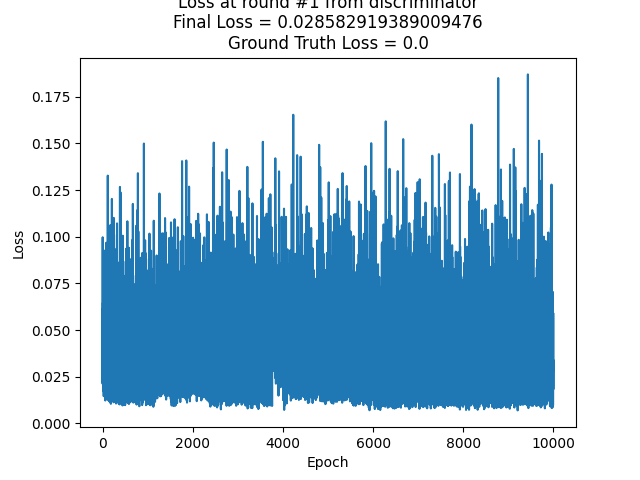 Loss at round #1 from discriminator
Final Loss = 0.028582919389009476
Ground Truth Loss = 0.0
0.175
0.150
0.125
0.100
0.075
0.050
0.025
0.000
Loss
0 2000 4000 6000 8000 10000
Epoch